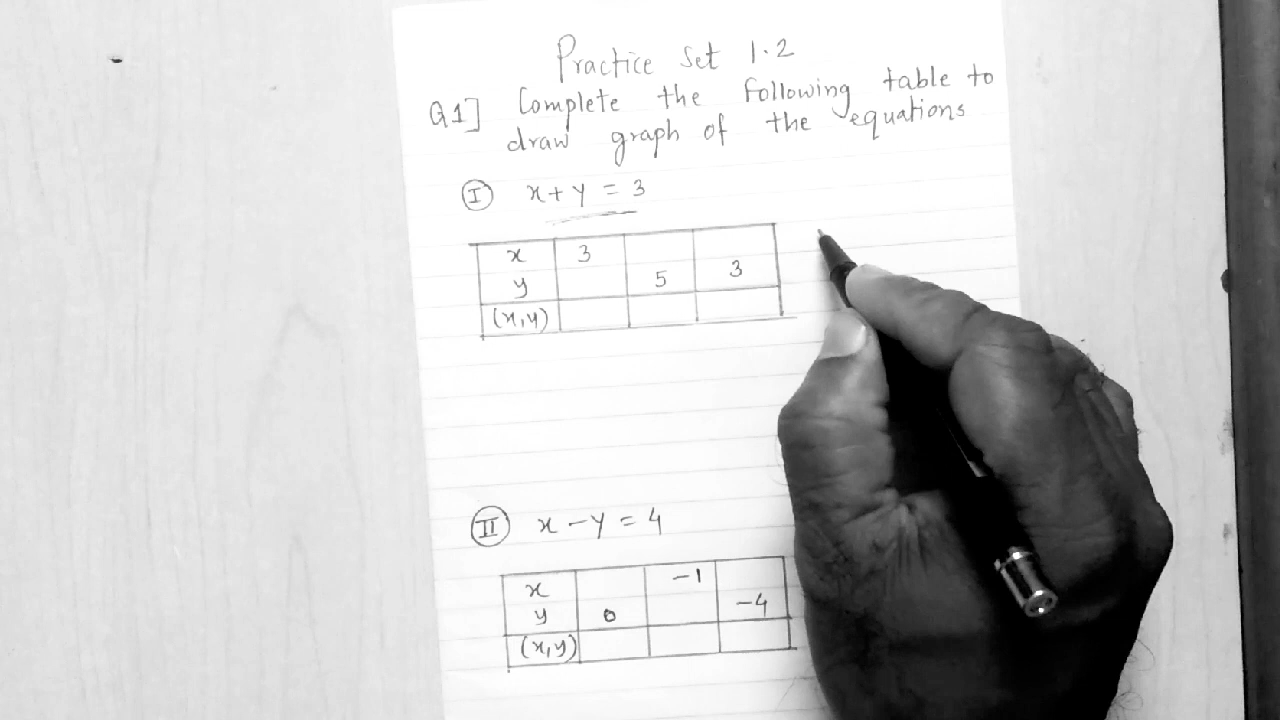 Practice Set 1.2
Q1] Complete the following table to
draw graph of the equations
I x + y = 3
x 3
y 5 3
(x,y)
II x - y = 4
x -1
y 0 -4
(x,y)